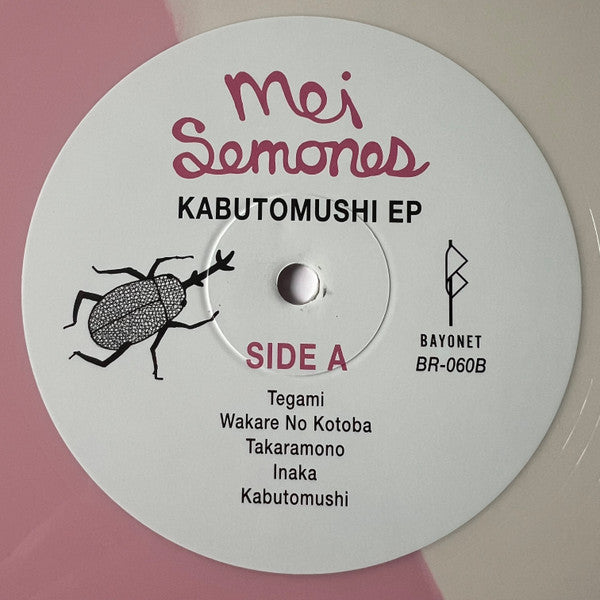 Mei
Semones
KABUTOMUSHI EP
BAYONET
BR-060B
SIDE A
Tegami
Wakare No Kotoba
Takaramono
Inaka
Kabutomushi